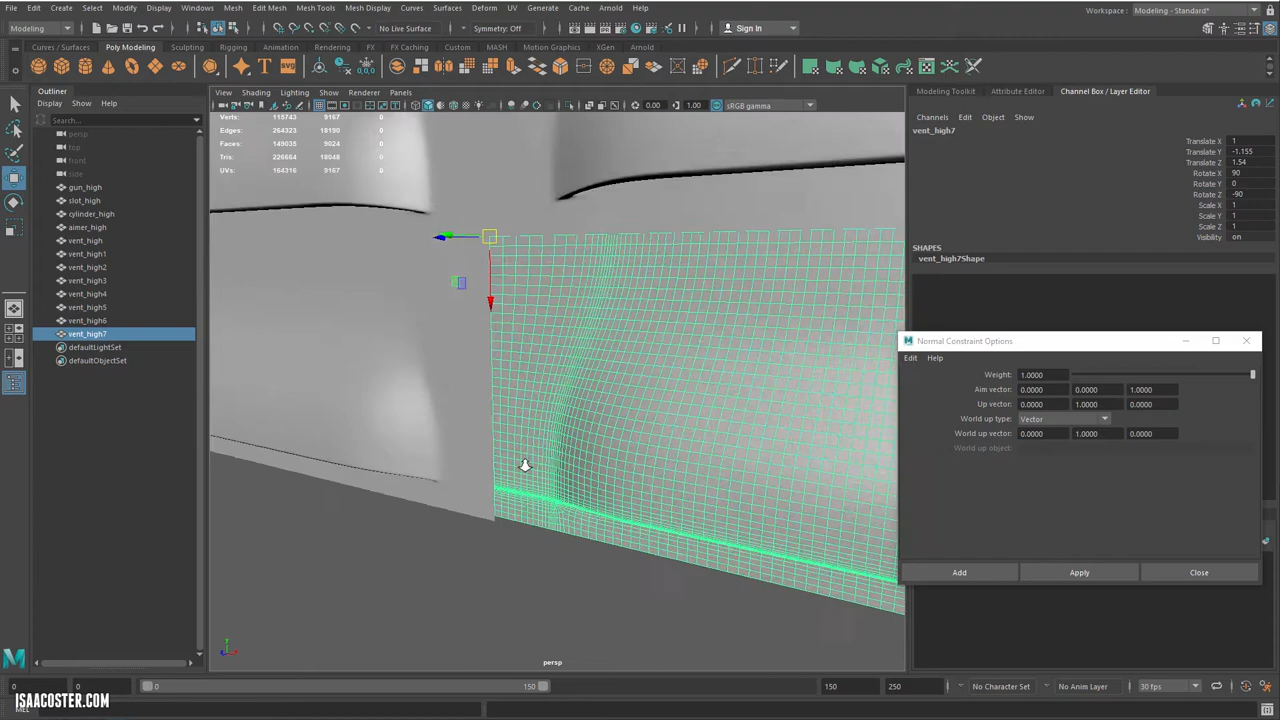 File Edit Create Select Modify Display Windows Mesh Edit Mesh Mesh Tools Mesh Display Curves Surfaces Deform UV Generate Cache Arnold Help Workspace : Modeling - Standard*
Modeling No Live Surface Symmetry: Off Sign In
Curves / Surfaces Poly Modeling Sculpting Rigging Animation Rendering FX FX Caching Custom MASH Motion Graphics XGen Arnold
Outliner
Display Show Help
Search...
persp
top
front
side
gun_high
slot_high
cylinder_high
aimer_high
vent_high
vent_high1
vent_high2
vent_high3
vent_high4
vent_high5
vent_high6
vent_high7
defaultLightSet
defaultObjectSet
View Shading Lighting Show Renderer Panels
0.00 1.00 sRGB gamma
Verts: 115743 9167 0
Edges: 264323 18190 0
Faces: 149035 9024 0
Tris: 226664 18048 0
UVs: 164316 9167 0
persp
Modeling Toolkit Attribute Editor Channel Box / Layer Editor
Channels Edit Object Show
vent_high7
Translate X 1
Translate Y -1.155
Translate Z 1.54
Rotate X 90
Rotate Y 0
Rotate Z -90
Scale X 1
Scale Y 1
Scale Z 1
Visibility on
SHAPES
vent_high7Shape
M Normal Constraint Options
Edit Help
Weight: 1.0000
Aim vector: 0.0000 0.0000 1.0000
Up vector: 0.0000 1.0000 0.0000
World up type: Vector
World up vector: 0.0000 1.0000 0.0000
World up object:
Add Apply Close
0 0 0 150 150 250 No Character Set No Anim Layer 30 fps
MEL
ISAACOSTER.COM